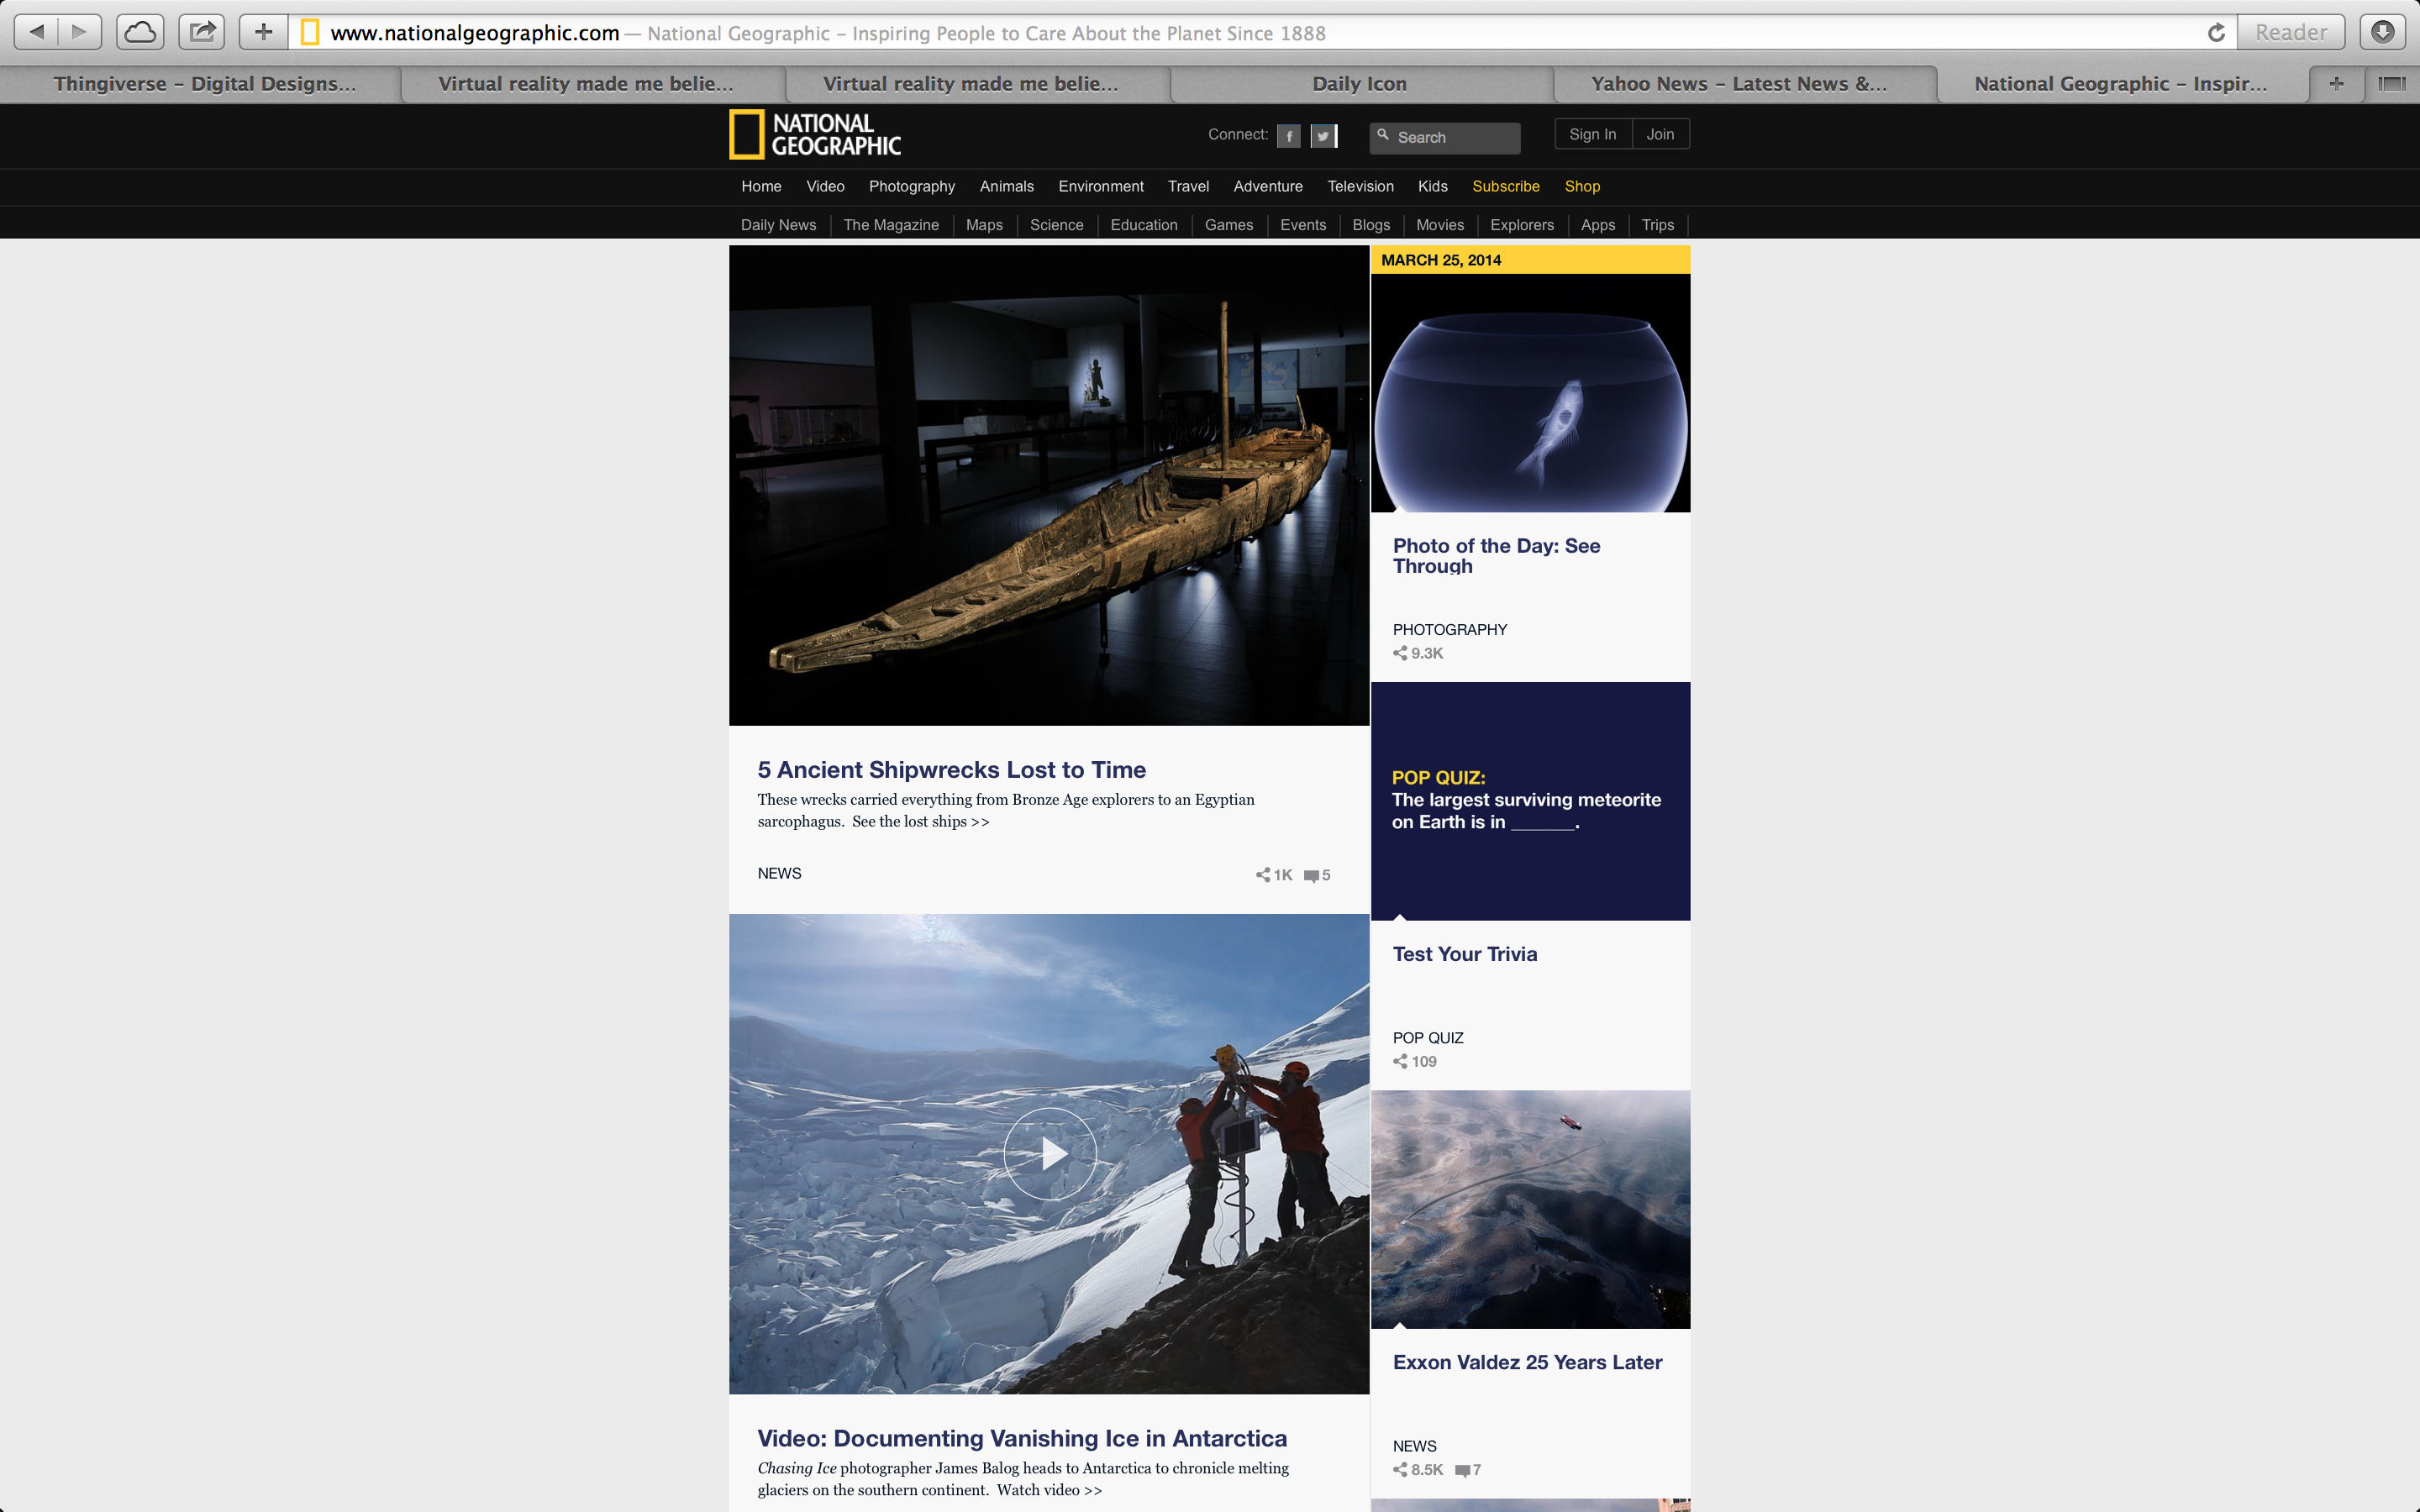 www.nationalgeographic.com — National Geographic – Inspiring People to Care About the Planet Since 1888
Reader
Thingiverse – Digital Designs...
Virtual reality made me belie...
Virtual reality made me belie...
Daily Icon
Yahoo News – Latest News &...
National Geographic – Inspir...
NATIONAL
GEOGRAPHIC
Connect:
Search
Sign In
Join
Home Video Photography Animals Environment Travel Adventure Television Kids Subscribe Shop
Daily News The Magazine Maps Science Education Games Events Blogs Movies Explorers Apps Trips
5 Ancient Shipwrecks Lost to Time
These wrecks carried everything from Bronze Age explorers to an Egyptian
sarcophagus. See the lost ships >>
NEWS
1K 5
Video: Documenting Vanishing Ice in Antarctica
Chasing Ice photographer James Balog heads to Antarctica to chronicle melting
glaciers on the southern continent. Watch video >>
MARCH 25, 2014
Photo of the Day: See
Through
PHOTOGRAPHY
9.3K
POP QUIZ:
The largest surviving meteorite
on Earth is in ______.
Test Your Trivia
POP QUIZ
109
Exxon Valdez 25 Years Later
NEWS
8.5K 7